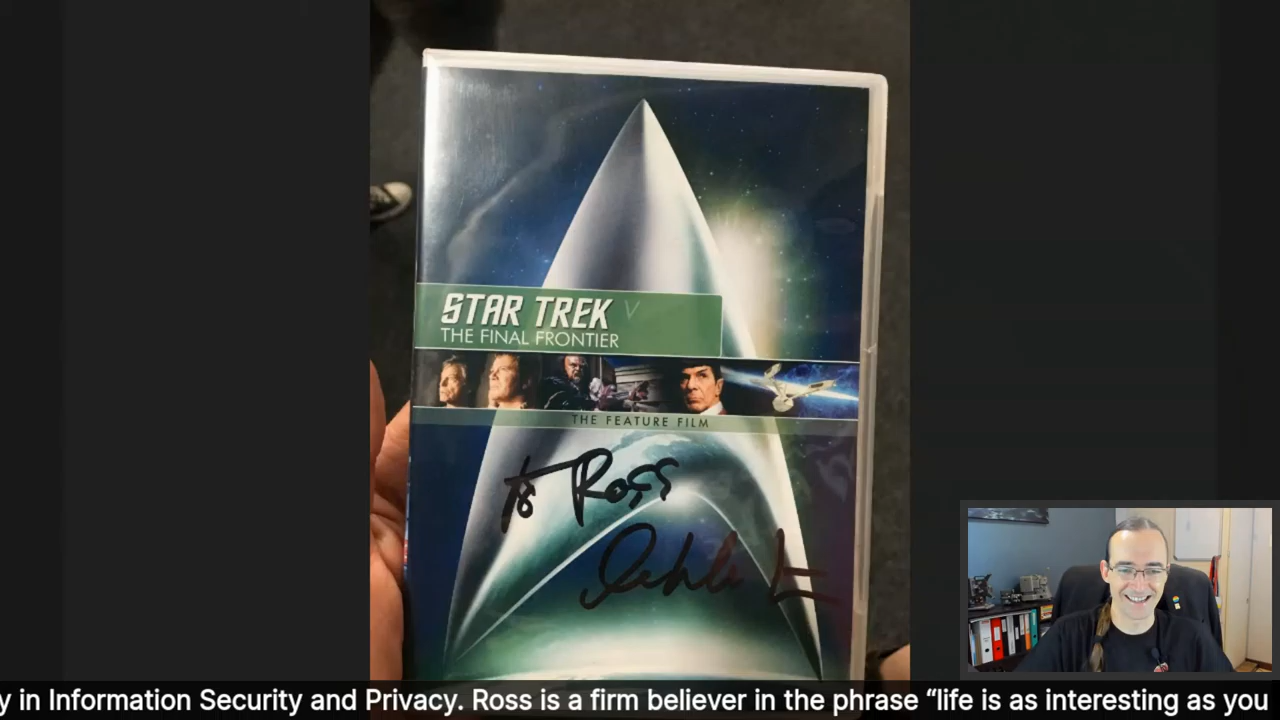 STAR TREK V
THE FINAL FRONTIER
THE FEATURE FILM
to Ross
y in Information Security and Privacy. Ross is a firm believer in the phrase “life is as interesting as you